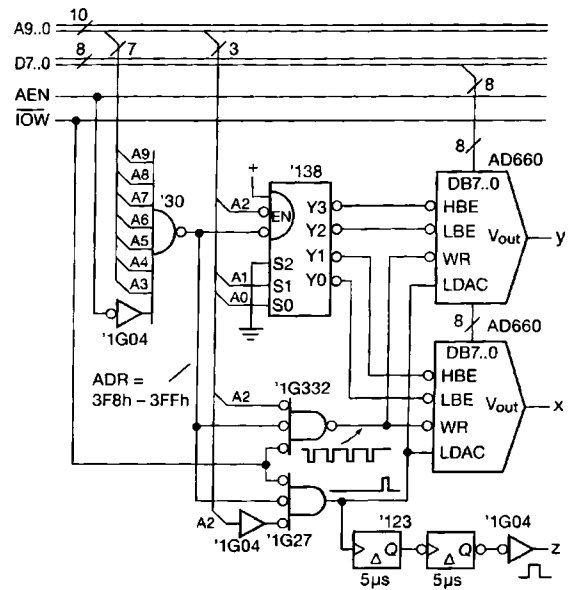 A9..0 10 7 3
D7..0 8 8
AEN
IOW
8 AD660
A9
A8
A7
A6
A5
A4
A3
'30
'1G04
ADR =
3F8h – 3FFh
+
'138
A2
EN
A1
A0
S2
S1
S0
Y3
Y2
Y1
Y0
DB7..0
HBE
LBE
WR
LDAC
Vout
y
8 AD660
DB7..0
HBE
LBE
WR
LDAC
Vout
x
A2
'1G332
A2
'1G04
'1G27
'123
Q
Δ
5µs
Q
Δ
5µs
'1G04
z